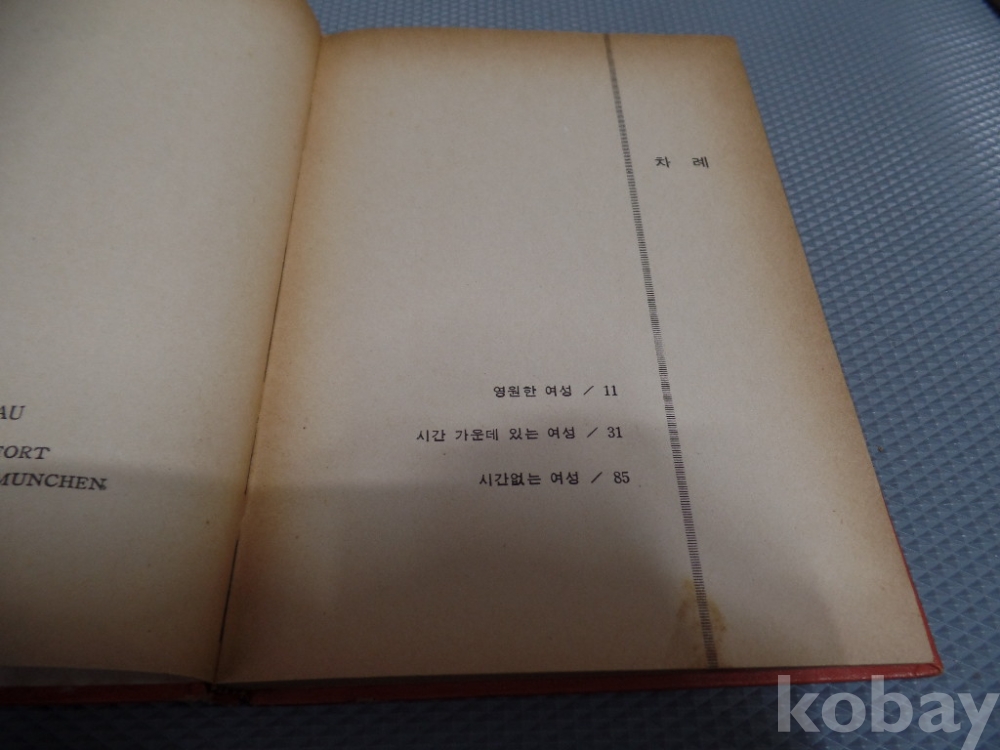 AU
FORT
MUNCHEN
차 례
영원한 여성 / 11
시간 가운데 있는 여성 / 31
시간없는 여성 / 85
kobay